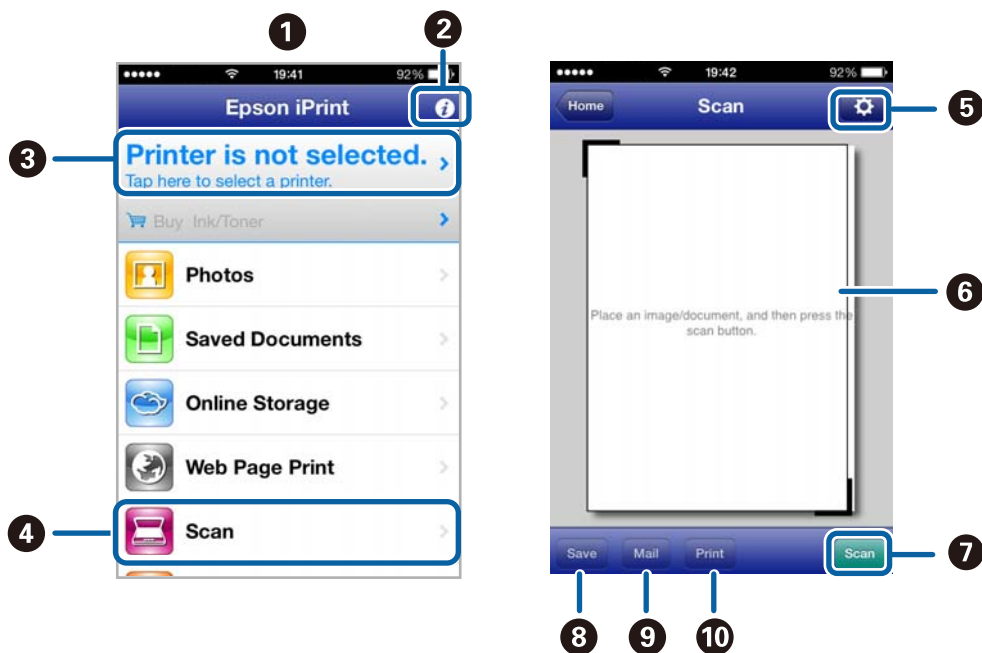 1
2
19:41
92%
Epson iPrint
3
Printer is not selected.
Tap here to select a printer.
Buy Ink/Toner
Photos
Saved Documents
Online Storage
Web Page Print
4
Scan
19:42
92%
Home
Scan
5
6
Place an image/document, and then press the
scan button.
Save
Mail
Print
Scan
7
8
9
10